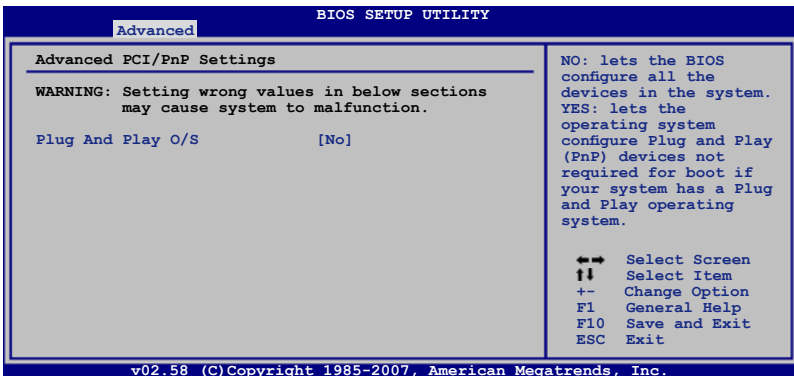 BIOS SETUP UTILITY
Advanced
Advanced PCI/PnP Settings
WARNING: Setting wrong values in below sections
may cause system to malfunction.
Plug And Play O/S [No]
NO: lets the BIOS
configure all the
devices in the system.
YES: lets the
operating system
configure Plug and Play
(PnP) devices not
required for boot if
your system has a Plug
and Play operating
system.
←→ Select Screen
↑↓ Select Item
+- Change Option
F1 General Help
F10 Save and Exit
ESC Exit
v02.58 (C)Copyright 1985-2007, American Megatrends, Inc.